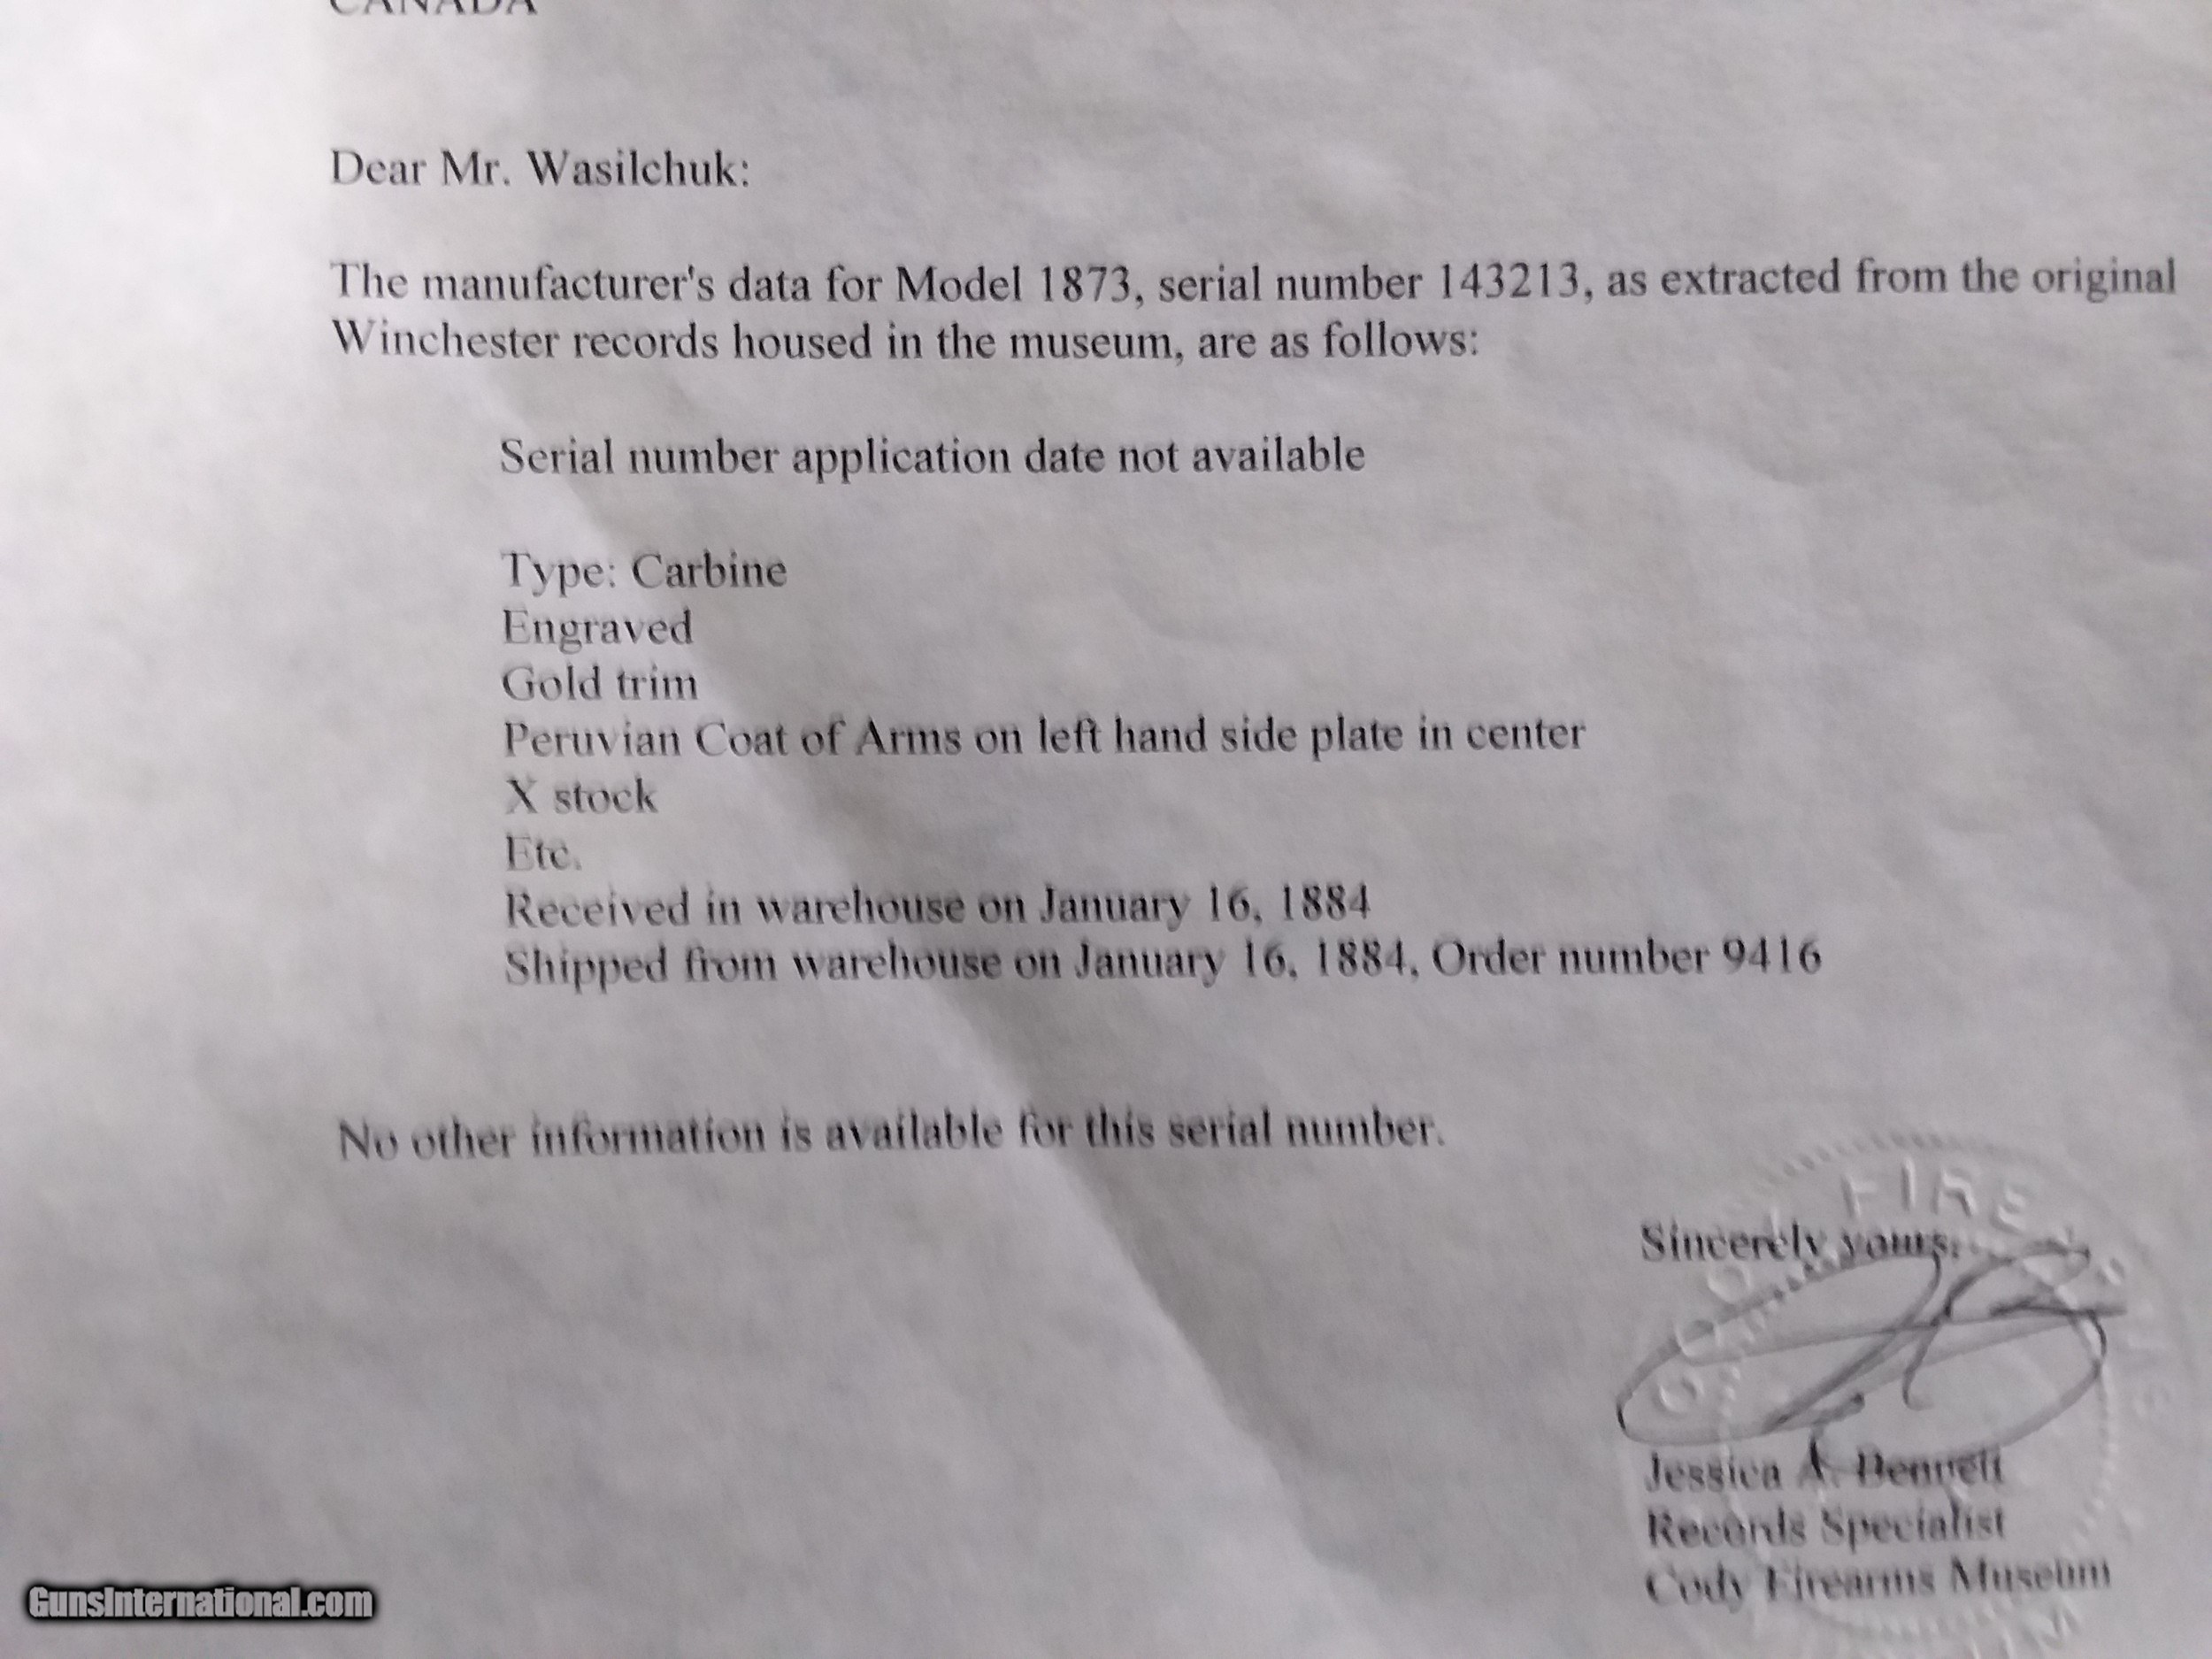 CANADA
Dear Mr. Wasilchuk:
The manufacturer's data for Model 1873, serial number 143213, as extracted from the original
Winchester records housed in the museum, are as follows:
Serial number application date not available
Type: Carbine
Engraved
Gold trim
Peruvian Coat of Arms on left hand side plate in center
X stock
Etc.
Received in warehouse on January 16, 1884
Shipped from warehouse on January 16, 1884, Order number 9416
No other information is available for this serial number.
FIRE
Sincerely yours,
Jessica A. Bennett
Records Specialist
Cody Firearms Museum
GunsInternational.com